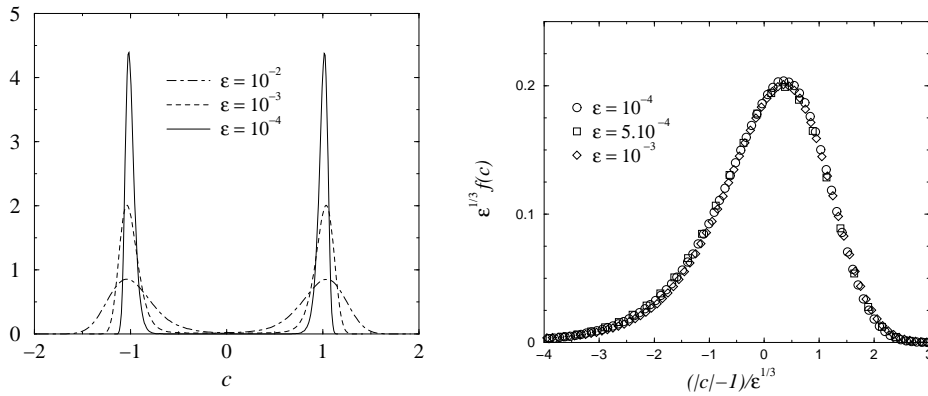 5
4
3
2
1
0
−2
−1
0
1
2
c
ε = 10⁻²
ε = 10⁻³
ε = 10⁻⁴
ε¹/³ f(c)
0.2
0.1
0
ε = 10⁻⁴
ε = 5.10⁻⁴
ε = 10⁻³
−4
−3
−2
−1
0
1
2
3
(|c|−1)/ε¹/³